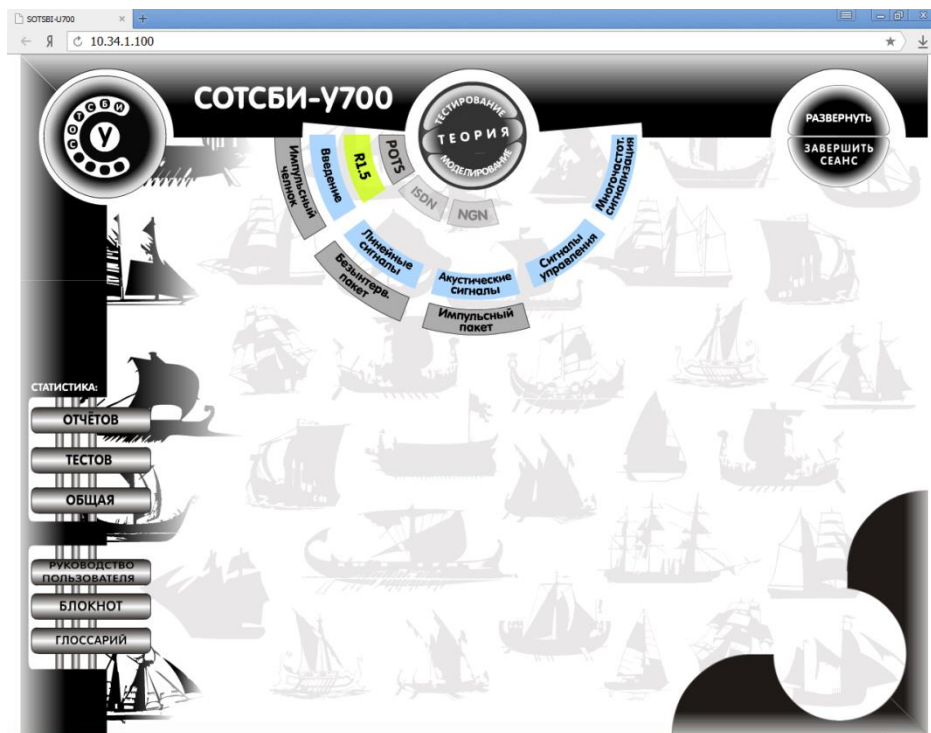 SOTSBI-U700
10.34.1.100
СОТСБИ
У
СОТСБИ-У700
ТЕСТИРОВАНИЕ
ТЕОРИЯ
МОДЕЛИРОВАНИЕ
РАЗВЕРНУТЬ
ЗАВЕРШИТЬ
СЕАНС
POTS
ISDN
NGN
R1.5
Введение
Линейные
сигналы
Акустические
сигналы
Сигналы
управления
Многочастот.
сигнализация
Импульсный
челнок
Безынтерв.
пакет
Импульсный
пакет
СТАТИСТИКА:
ОТЧЁТОВ
ТЕСТОВ
ОБЩАЯ
РУКОВОДСТВО
ПОЛЬЗОВАТЕЛЯ
БЛОКНОТ
ГЛОССАРИЙ